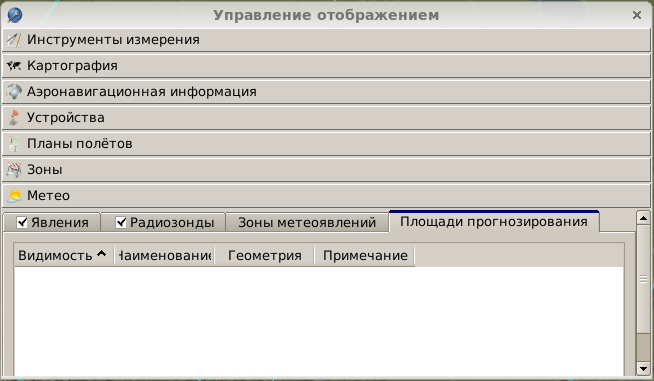 Управление отображением
Инструменты измерения
Картография
Аэронавигационная информация
Устройства
Планы полётов
Зоны
Метео
Явления Радиозонды Зоны метеоявлений Площади прогнозирования
Видимость Наименование Геометрия Примечание